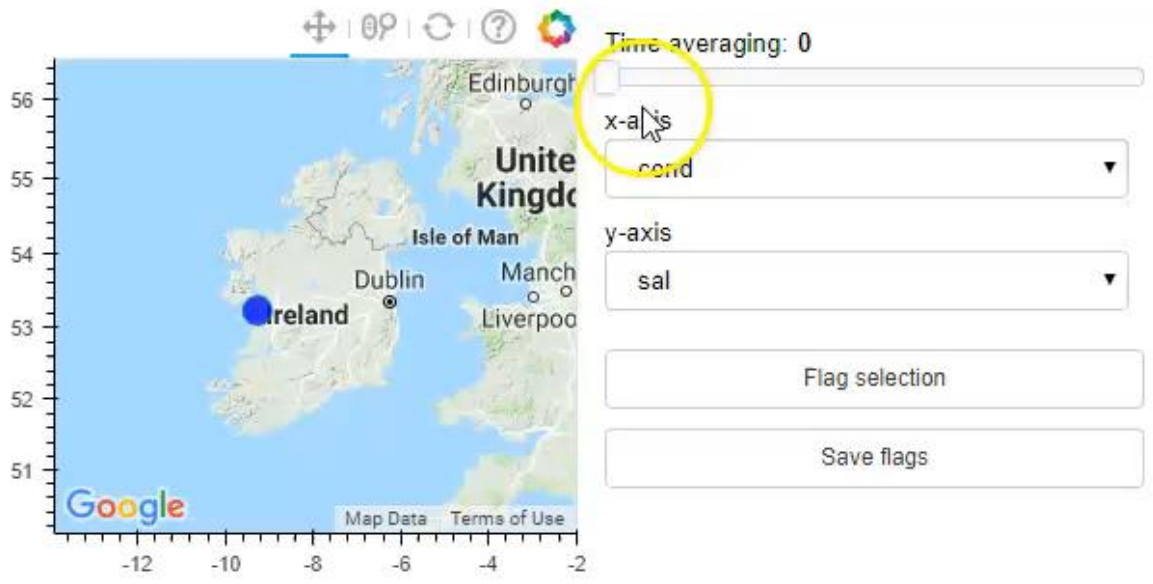 Time averaging: 0
x-axis
cond
y-axis
sal
Flag selection
Save flags
Edinburgh
Unite
Kingdo
Isle of Man
Dublin
Manch
Ireland
Liverpoo
Google
Map Data
Terms of Use
56
55
54
53
52
51
-12
-10
-8
-6
-4
-2